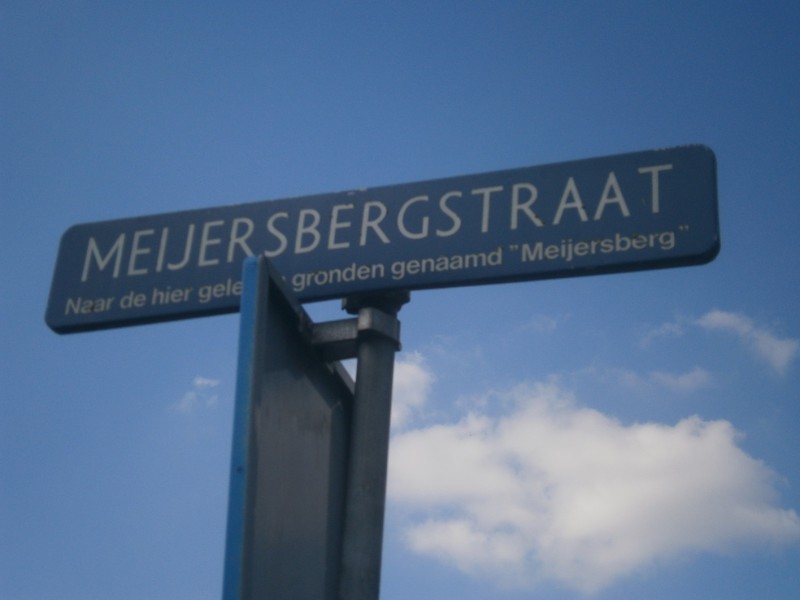 MEIJERSBERGSTRAAT
Naar de hier gronden genaamd "Meijersberg"